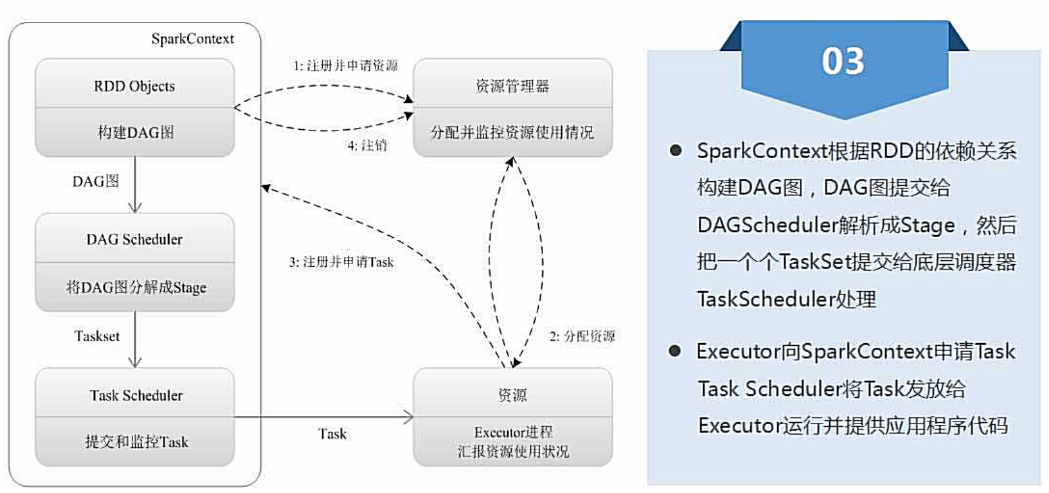 SparkContext
RDD Objects
构建DAG图
1: 注册并申请资源
4: 注销
资源管理器
分配并监控资源使用情况
DAG图
DAG Scheduler
将DAG图分解成Stage
3: 注册并申请Task
2: 分配资源
Taskset
Task Scheduler
提交和监控Task
Task
资源
Executor进程
汇报资源使用状况
03
● SparkContext根据RDD的依赖关系
构建DAG图，DAG图提交给
DAGScheduler解析成Stage，然后
把一个个TaskSet提交给底层调度器
TaskScheduler处理
● Executor向SparkContext申请Task
Task Scheduler将Task发放给
Executor运行并提供应用程序代码